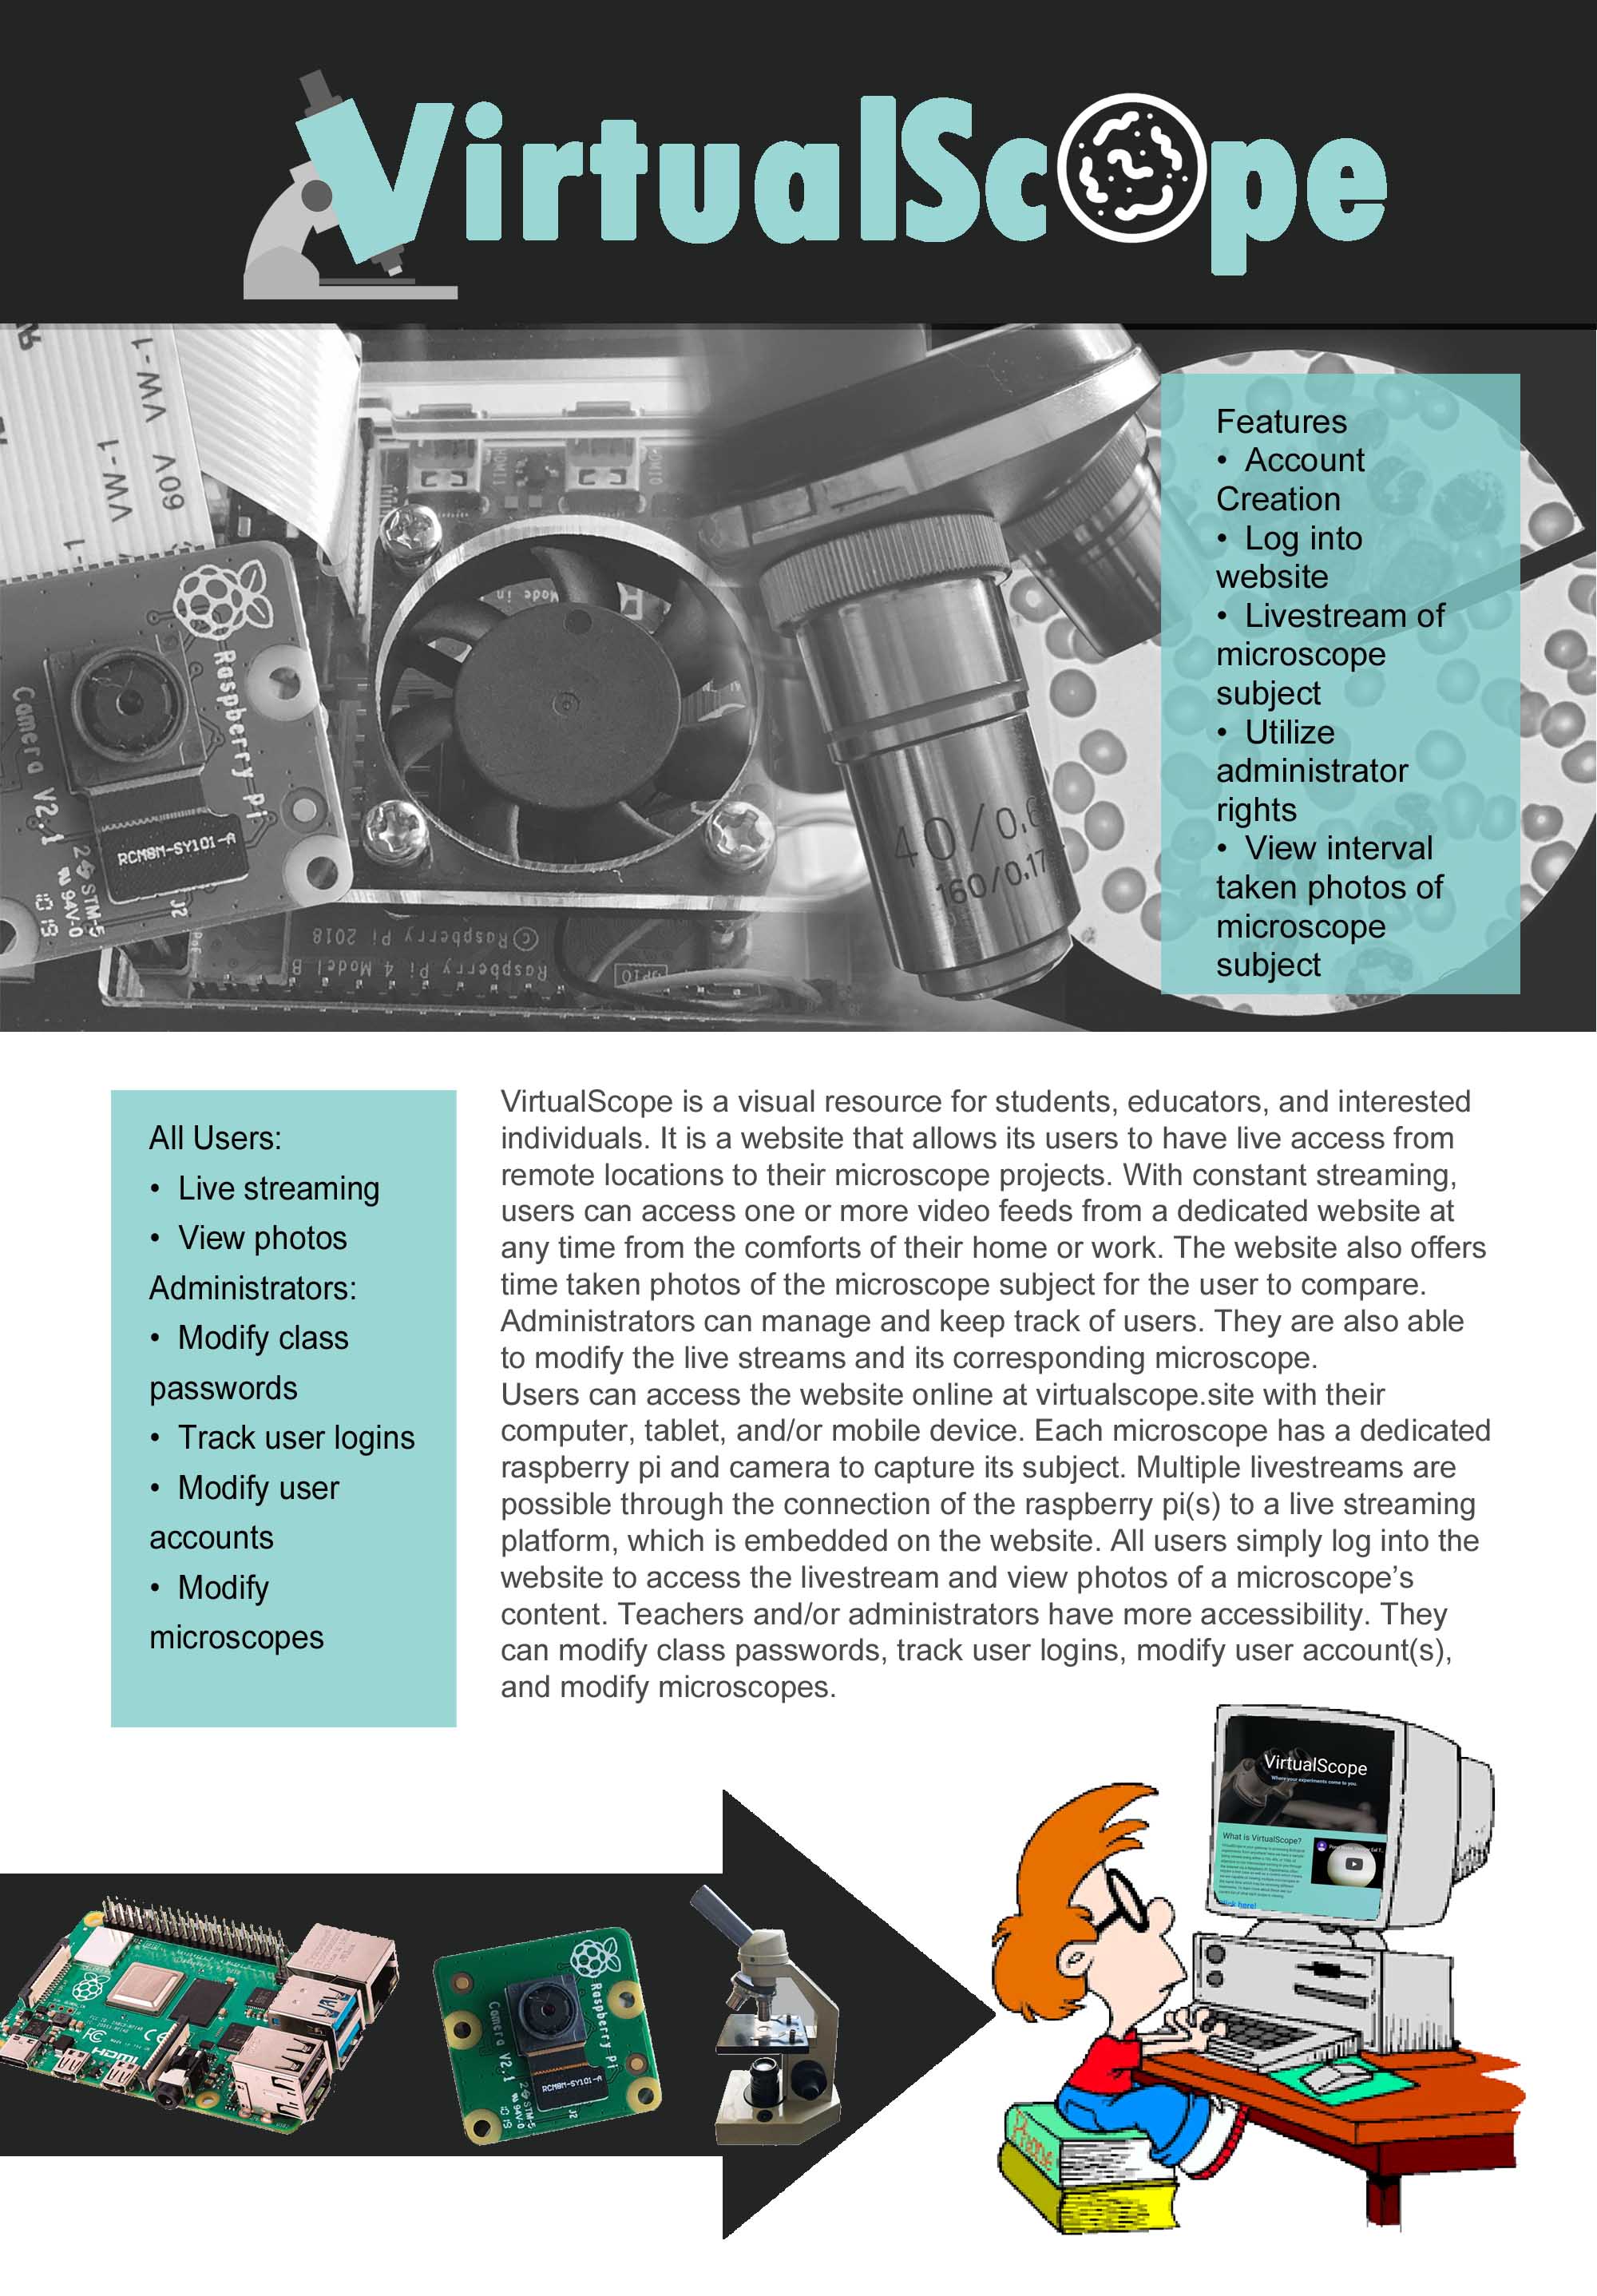 VirtualScope
VW-1
VW-1
60V
-1
Raspberry Pi
Camera V2.1
RCM8M-SY101-A
2 STM-5
94V-0
J2
© Raspberry Pi 2018
Raspberry Pi 4 Model B
40/0.6
160/0.17
Features
• Account
Creation
• Log into
website
• Livestream of
microscope
subject
• Utilize
administrator
rights
• View interval
taken photos of
microscope
subject
All Users:
• Live streaming
• View photos
Administrators:
• Modify class
passwords
• Track user logins
• Modify user
accounts
• Modify
microscopes
VirtualScope is a visual resource for students, educators, and interested
individuals. It is a website that allows its users to have live access from
remote locations to their microscope projects. With constant streaming,
users can access one or more video feeds from a dedicated website at
any time from the comforts of their home or work. The website also offers
time taken photos of the microscope subject for the user to compare.
Administrators can manage and keep track of users. They are also able
to modify the live streams and its corresponding microscope.
Users can access the website online at virtualscope.site with their
computer, tablet, and/or mobile device. Each microscope has a dedicated
raspberry pi and camera to capture its subject. Multiple livestreams are
possible through the connection of the raspberry pi(s) to a live streaming
platform, which is embedded on the website. All users simply log into the
website to access the livestream and view photos of a microscope’s
content. Teachers and/or administrators have more accessibility. They
can modify class passwords, track user logins, modify user account(s),
and modify microscopes.
VirtualScope
Where your experiments come to you.
What is VirtualScope?
HDMI
Raspberry Pi
Camera V2.1
RCM8M-SY101-A
J2
Phone